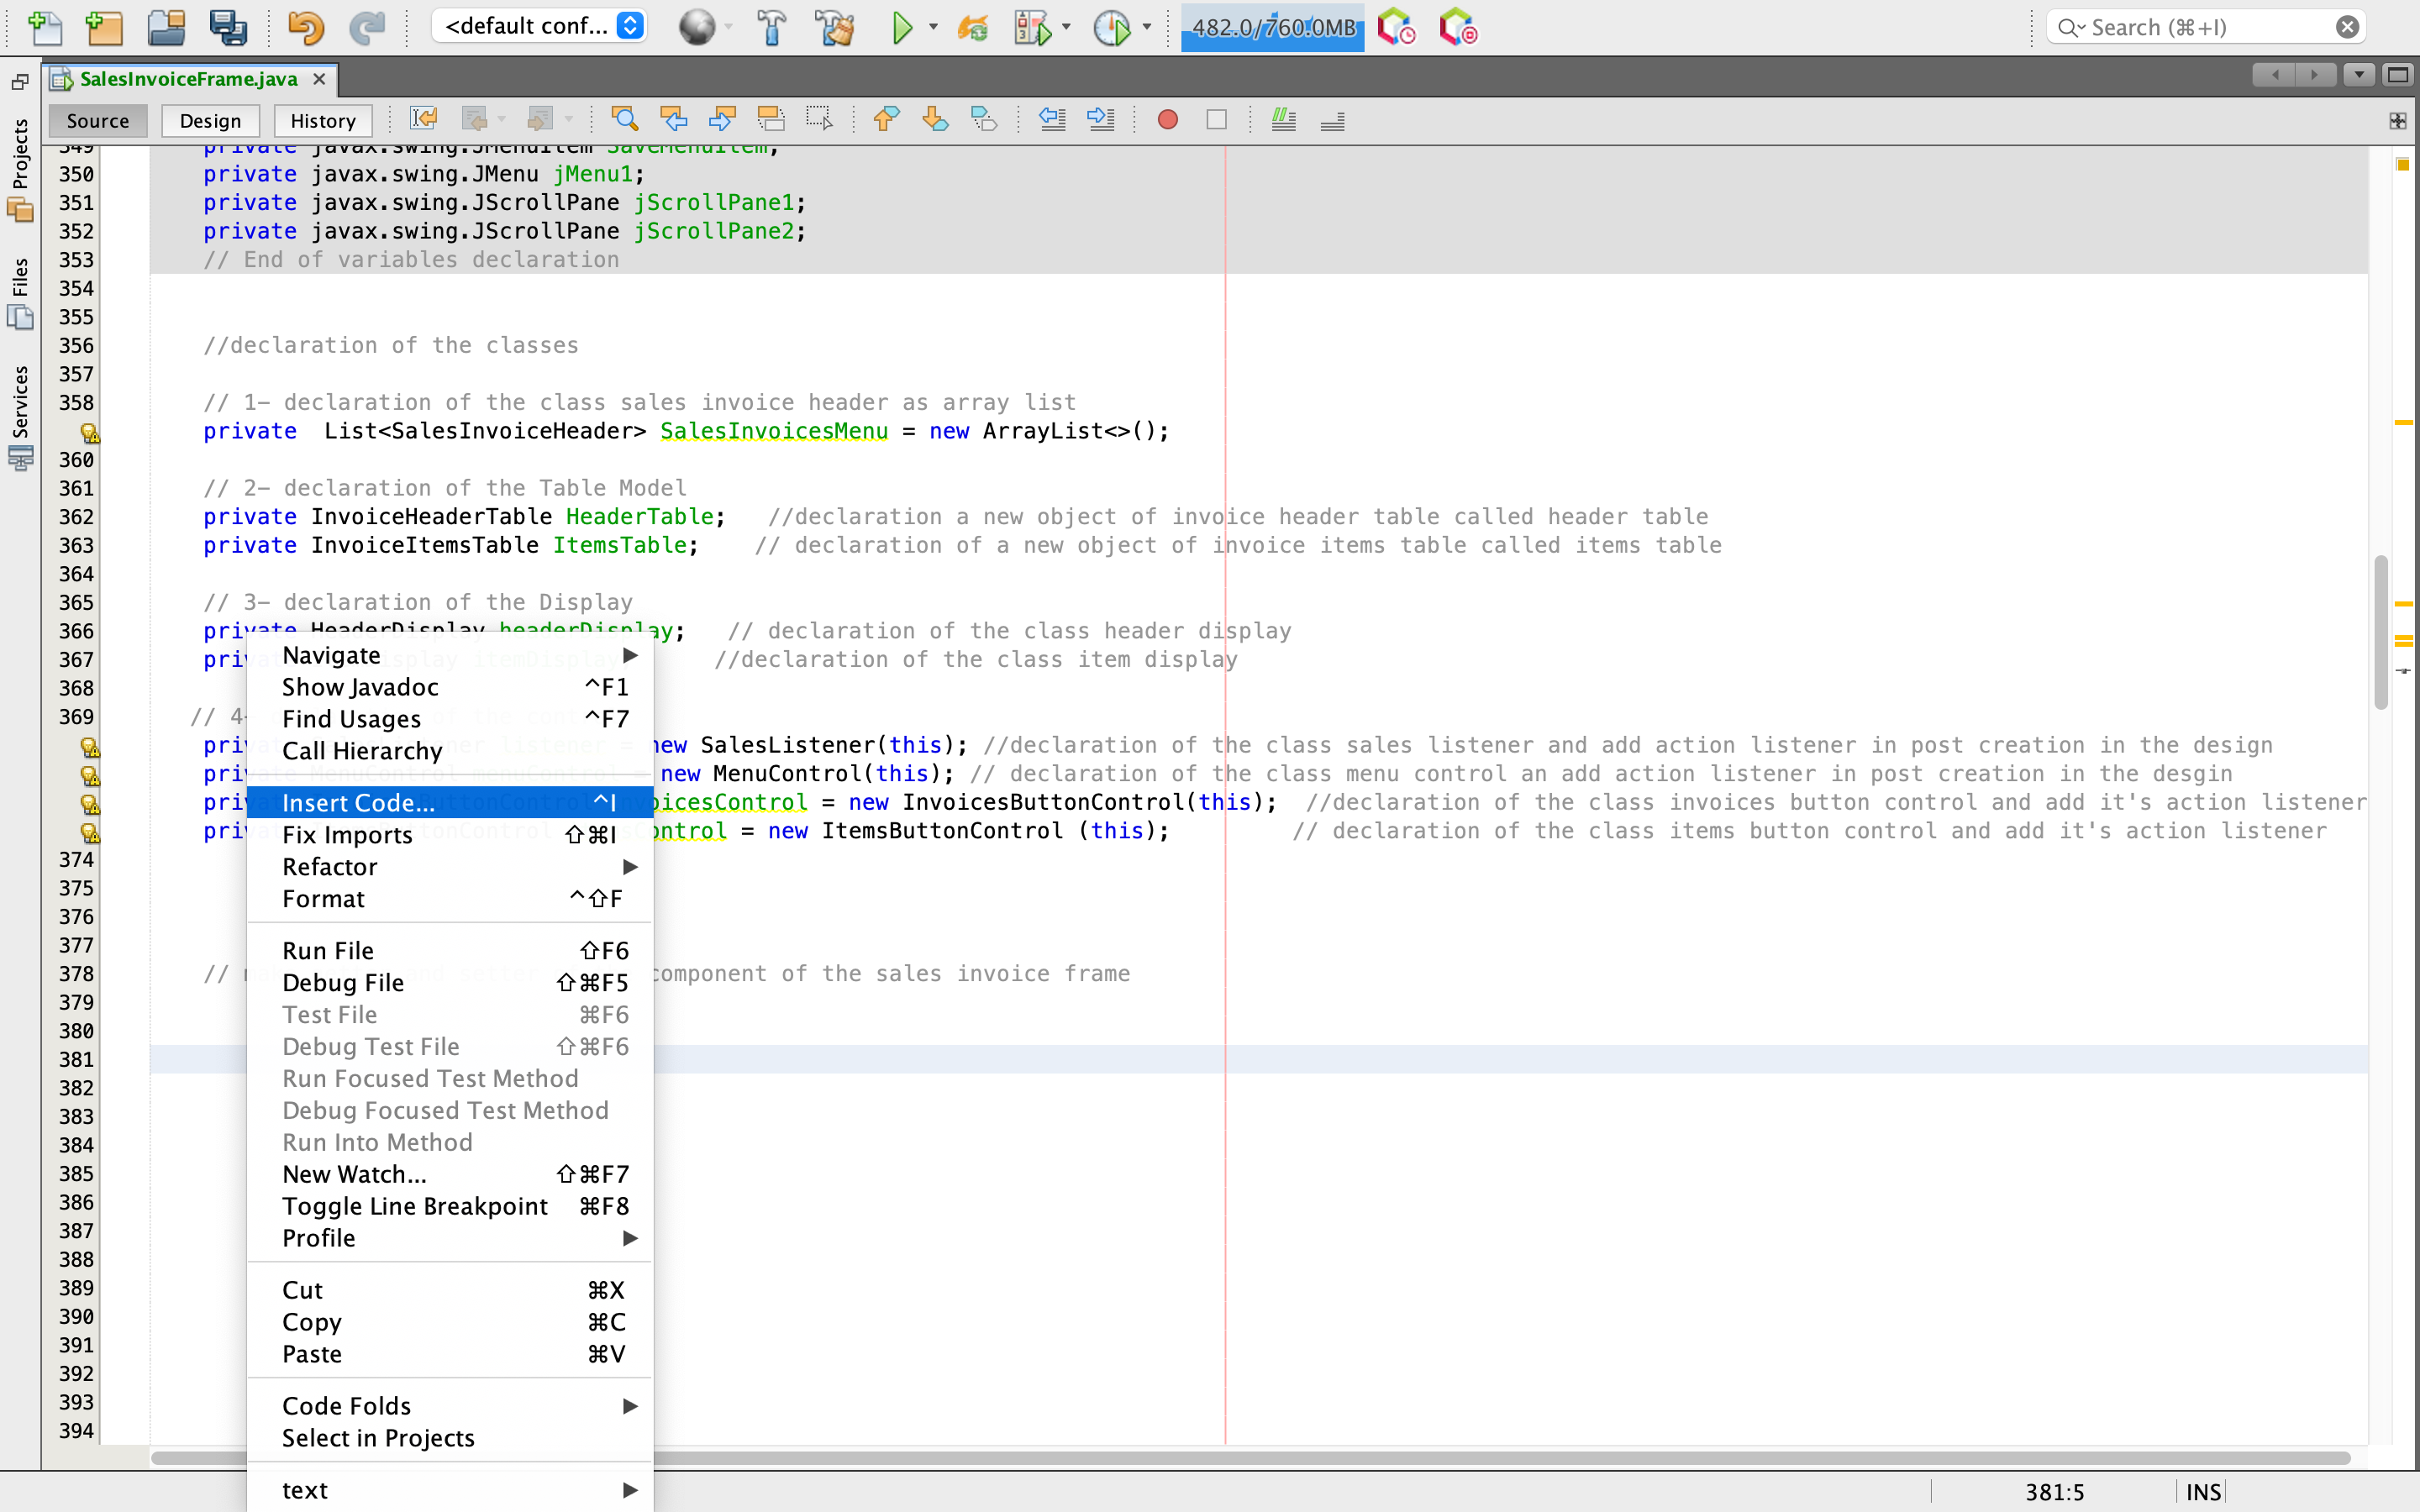 <default conf...
482.0/760.0MB
Search (⌘+I)
SalesInvoiceFrame.java
Source Design History
Projects
Files
Services
349 private javax.swing.JMenuItem SaveMenuItem;
350 private javax.swing.JMenu jMenu1;
351 private javax.swing.JScrollPane jScrollPane1;
352 private javax.swing.JScrollPane jScrollPane2;
353 // End of variables declaration
354
355
356 //declaration of the classes
357
358 // 1- declaration of the class sales invoice header as array list
private List<SalesInvoiceHeader> SalesInvoicesMenu = new ArrayList<>();
360
361 // 2- declaration of the Table Model
362 private InvoiceHeaderTable HeaderTable; //declaration a new object of invoice header table called header table
363 private InvoiceItemsTable ItemsTable; // declaration of a new object of invoice items table called items table
364
365 // 3- declaration of the Display
366 private HeaderDisplay headerDisplay; // declaration of the class header display
367 //declaration of the class item display
368
369 // 4-
new SalesListener(this); //declaration of the class sales listener and add action listener in post creation in the design
= new MenuControl(this); // declaration of the class menu control an add action listener in post creation in the desgin
= new InvoicesButtonControl(this); //declaration of the class invoices button control and add it's action listener
= new ItemsButtonControl (this); // declaration of the class items button control and add it's action listener
374
375
376
377
378 // component of the sales invoice frame
379
380
381
382
383
384
385
386
387
388
389
390
391
392
393
394
Navigate
Show Javadoc ^F1
Find Usages ^F7
Call Hierarchy
Insert Code... ^I
Fix Imports ⇧⌘I
Refactor
Format ^⇧F
Run File ⇧F6
Debug File ⇧⌘F5
Test File ⌘F6
Debug Test File ⇧⌘F6
Run Focused Test Method
Debug Focused Test Method
Run Into Method
New Watch... ⇧⌘F7
Toggle Line Breakpoint ⌘F8
Profile
Cut ⌘X
Copy ⌘C
Paste ⌘V
Code Folds
Select in Projects
text
381:5 INS